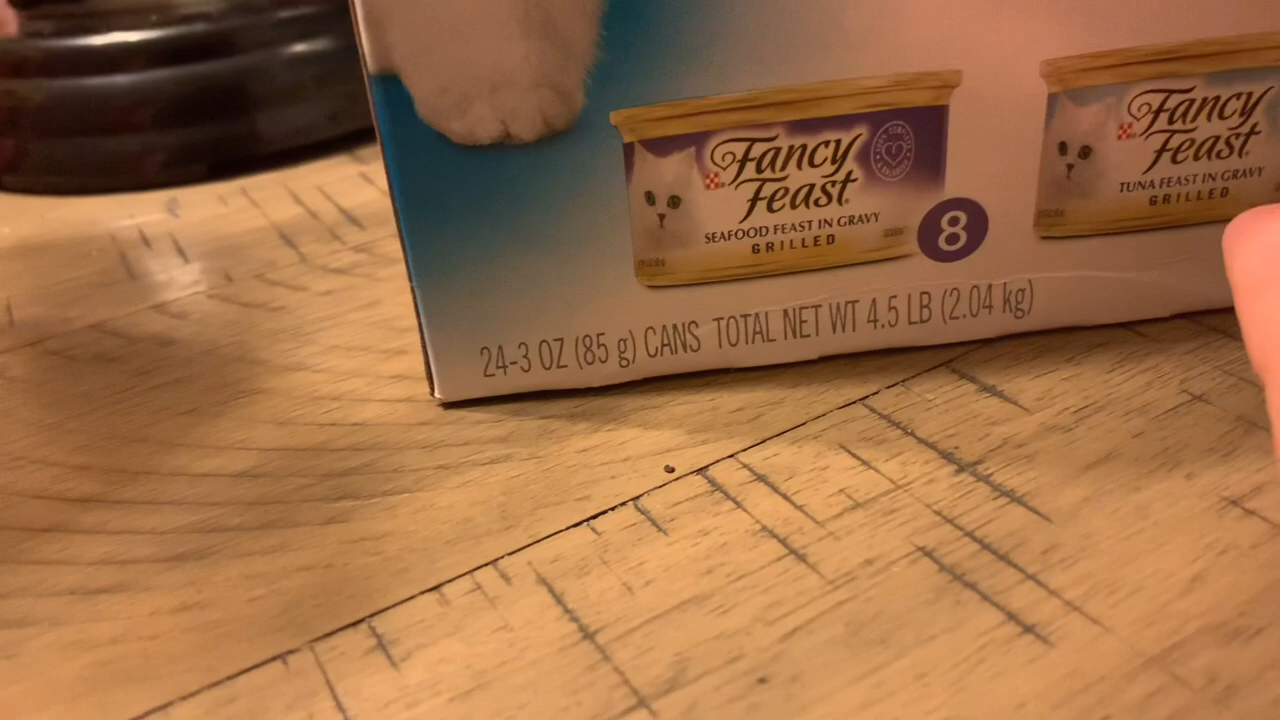 Fancy
Feast
SEAFOOD FEAST IN GRAVY
GRILLED
8
Fancy
Feast
TUNA FEAST IN GRAVY
GRILLED
24-3 OZ (85 g) CANS TOTAL NET WT 4.5 LB (2.04 kg)